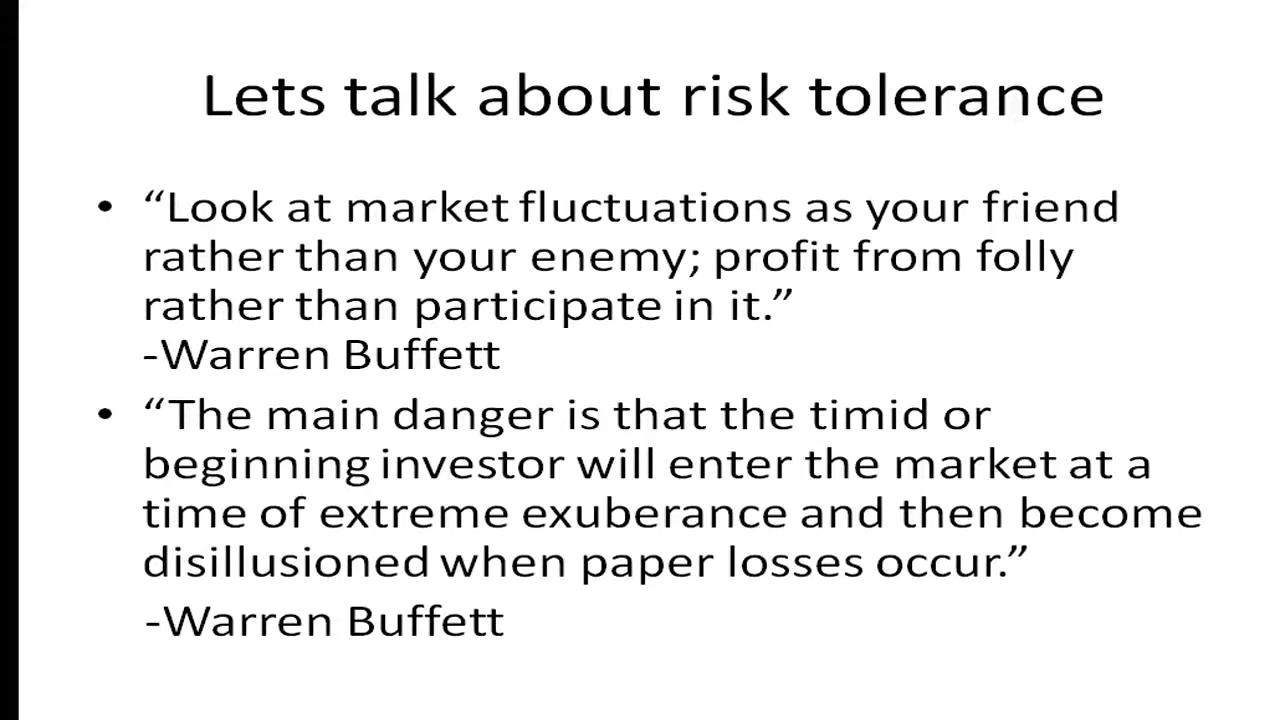 Lets talk about risk tolerance
• “Look at market fluctuations as your friend
rather than your enemy; profit from folly
rather than participate in it.”
-Warren Buffett
• “The main danger is that the timid or
beginning investor will enter the market at a
time of extreme exuberance and then become
disillusioned when paper losses occur.”
-Warren Buffett